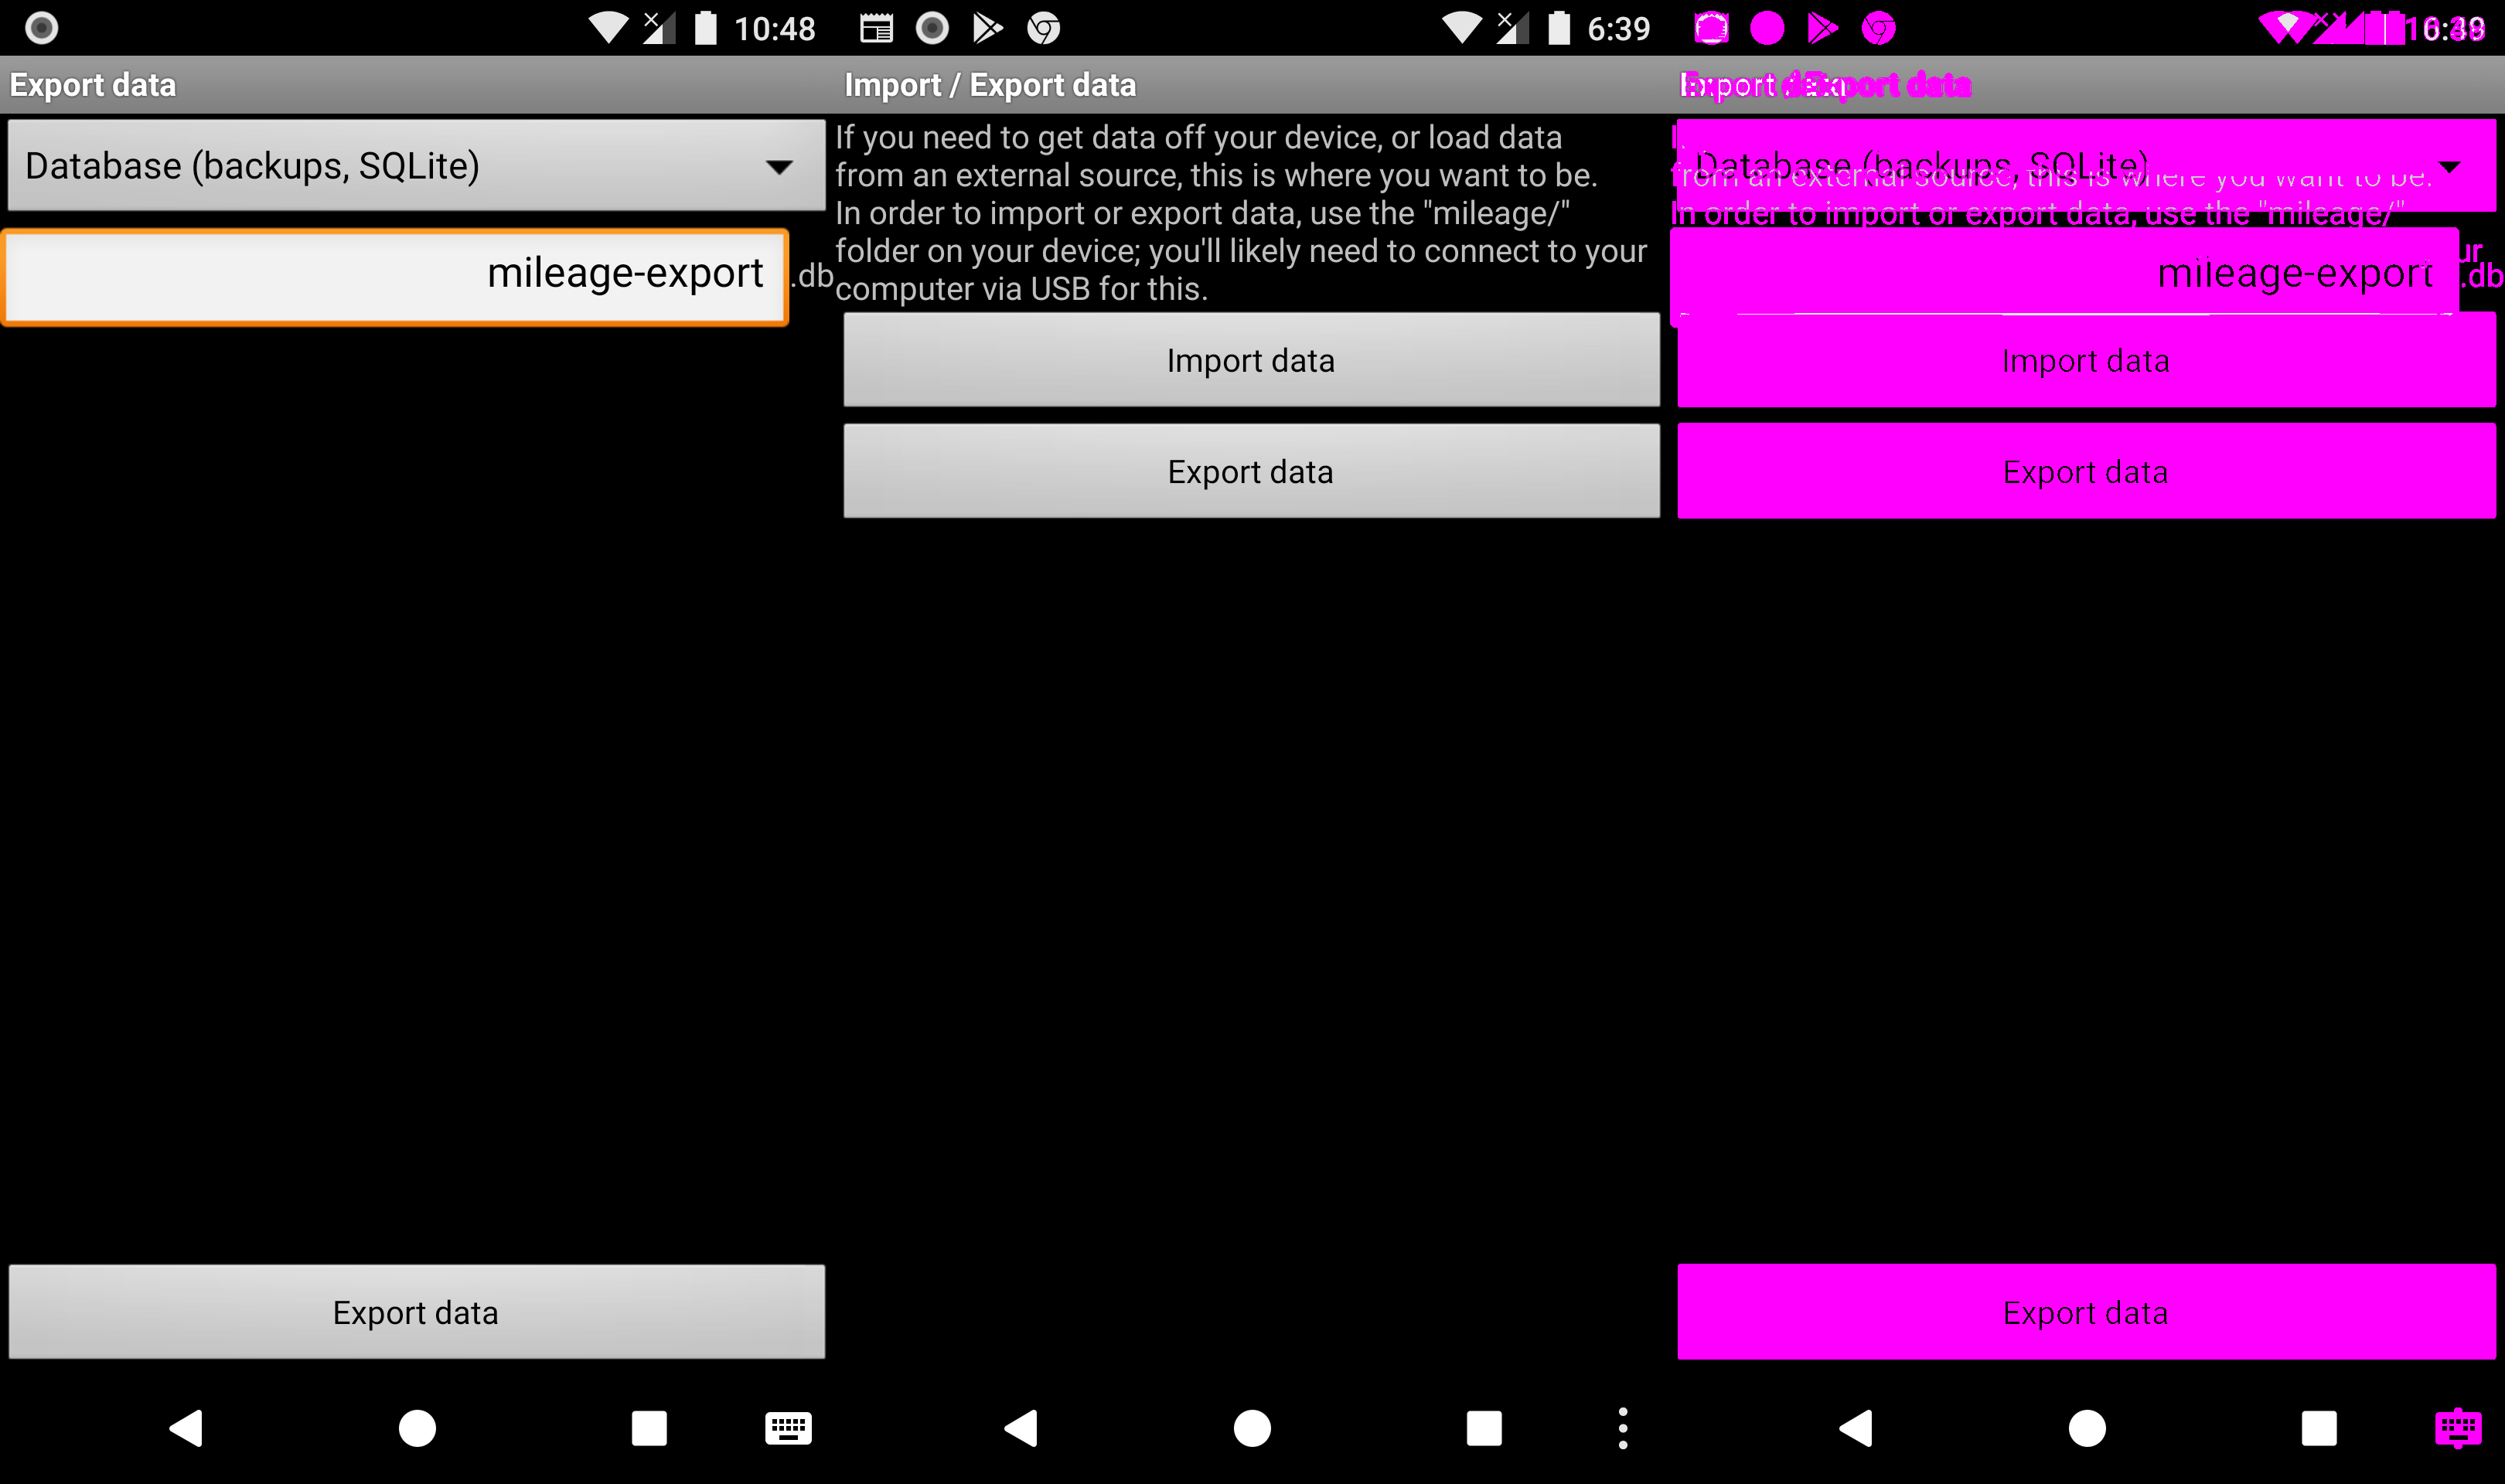 10:48
Export data
Database (backups, SQLite)
mileage-export
.db
Export data
6:39
Import / Export data
If you need to get data off your device, or load data
from an external source, this is where you want to be.
In order to import or export data, use the "mileage/"
folder on your device; you'll likely need to connect to your
computer via USB for this.
Import data
Export data
Database (backups, SQLite)
from an external source, this is where you want to be.
In order to import or export data, use the "mileage/"
mileage-export
.db
Import data
Export data
Export data